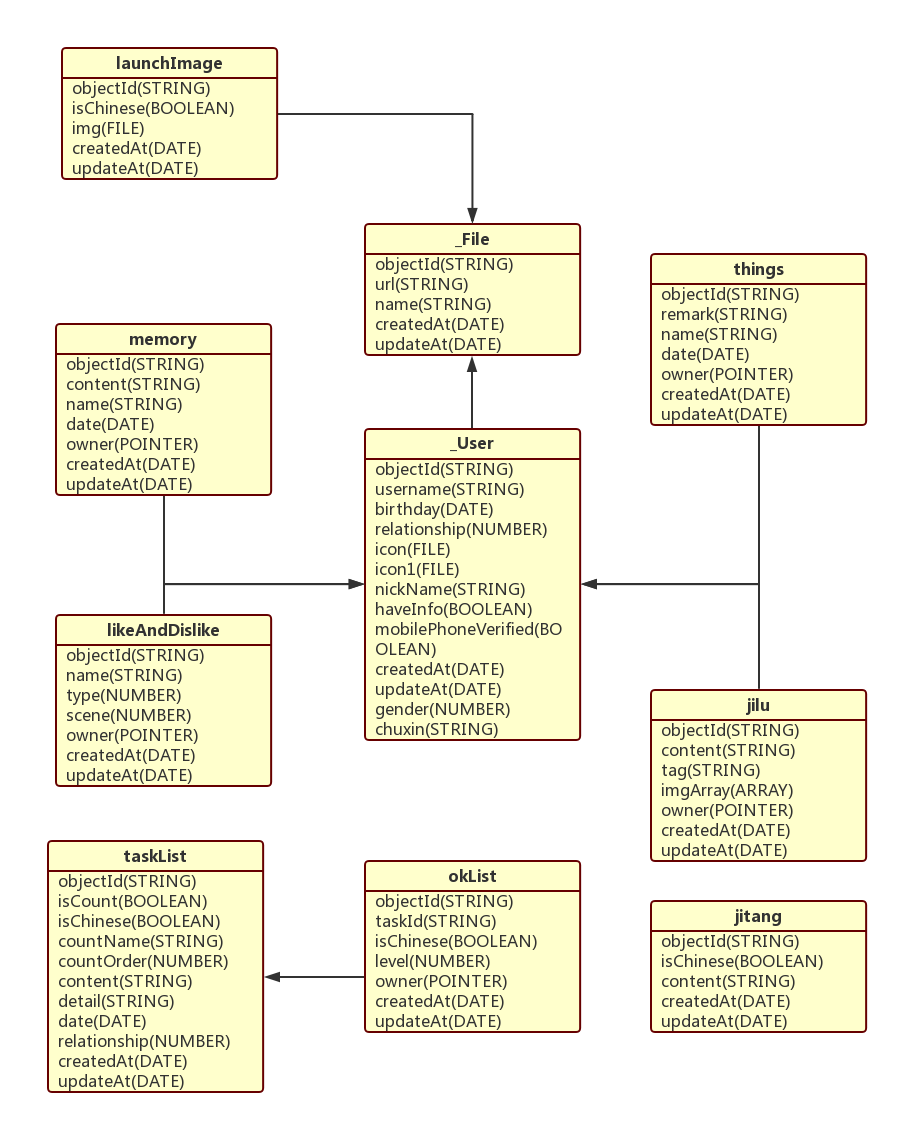 launchImage
objectId(STRING)
isChinese(BOOLEAN)
img(FILE)
createdAt(DATE)
updateAt(DATE)
_File
objectId(STRING)
url(STRING)
name(STRING)
createdAt(DATE)
updateAt(DATE)
things
objectId(STRING)
remark(STRING)
name(STRING)
date(DATE)
owner(POINTER)
createdAt(DATE)
updateAt(DATE)
memory
objectId(STRING)
content(STRING)
name(STRING)
date(DATE)
owner(POINTER)
createdAt(DATE)
updateAt(DATE)
_User
objectId(STRING)
username(STRING)
birthday(DATE)
relationship(NUMBER)
icon(FILE)
icon1(FILE)
nickName(STRING)
haveInfo(BOOLEAN)
mobilePhoneVerified(BO
OLEAN)
createdAt(DATE)
updateAt(DATE)
gender(NUMBER)
chuxin(STRING)
likeAndDislike
objectId(STRING)
name(STRING)
type(NUMBER)
scene(NUMBER)
owner(POINTER)
createdAt(DATE)
updateAt(DATE)
jilu
objectId(STRING)
content(STRING)
tag(STRING)
imgArray(ARRAY)
owner(POINTER)
createdAt(DATE)
updateAt(DATE)
taskList
objectId(STRING)
isCount(BOOLEAN)
isChinese(BOOLEAN)
countName(STRING)
countOrder(NUMBER)
content(STRING)
detail(STRING)
date(DATE)
relationship(NUMBER)
createdAt(DATE)
updateAt(DATE)
okList
objectId(STRING)
taskId(STRING)
isChinese(BOOLEAN)
level(NUMBER)
owner(POINTER)
createdAt(DATE)
updateAt(DATE)
jitang
objectId(STRING)
isChinese(BOOLEAN)
content(STRING)
createdAt(DATE)
updateAt(DATE)